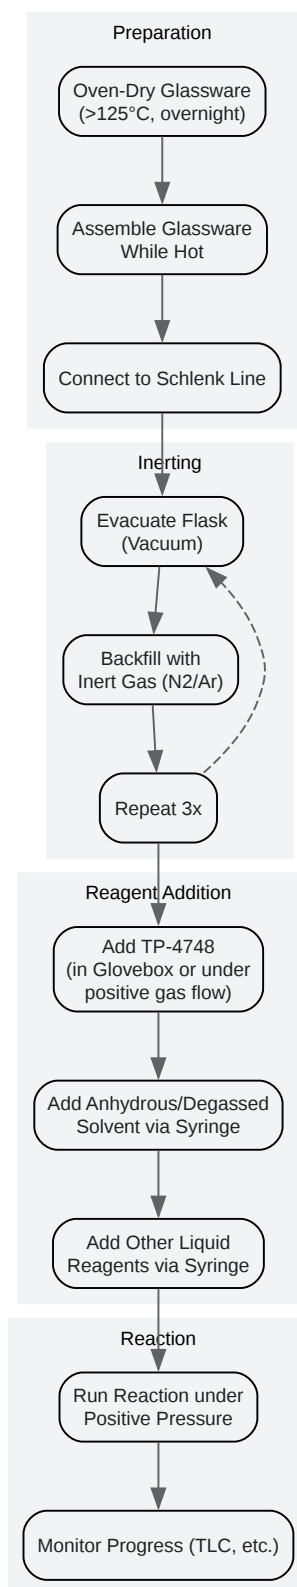 Preparation
Oven-Dry Glassware
(>125°C, overnight)
Assemble Glassware
While Hot
Connect to Schlenk Line
Inerting
Evacuate Flask
(Vacuum)
Backfill with
Inert Gas (N2/Ar)
Repeat 3x
Reagent Addition
Add TP-4748
(in Glovebox or under
positive gas flow)
Add Anhydrous/Degassed
Solvent via Syringe
Add Other Liquid
Reagents via Syringe
Reaction
Run Reaction under
Positive Pressure
Monitor Progress (TLC, etc.)